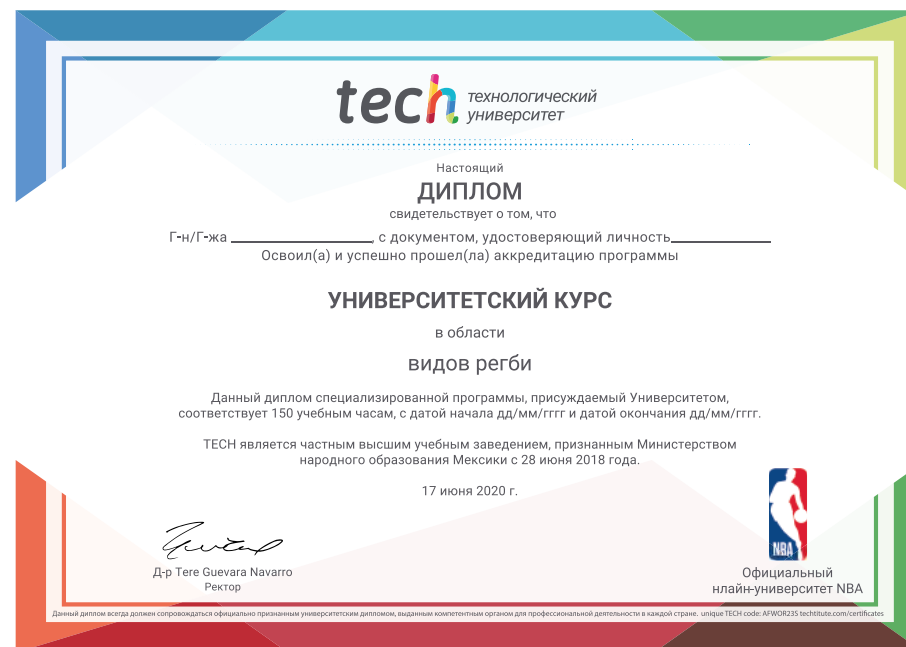 tech технологический
университет
Настоящий
ДИПЛОМ
свидетельствует о том, что
Г-н/Г-жа , с документом, удостоверяющий личность
Освоил(а) и успешно прошел(ла) аккредитацию программы
УНИВЕРСИТЕТСКИЙ КУРС
в области
видов регби
Данный диплом специализированной программы, присуждаемый Университетом,
соответствует 150 учебным часам, с датой начала дд/мм/гггг и датой окончания дд/мм/гггг.
TECH является частным высшим учебным заведением, признанным Министерством
народного образования Мексики с 28 июня 2018 года.
17 июня 2020 г.
NBA
Д-р Tere Guevara Navarro
Ректор
Официальный
нлайн-университет NBA
Данный диплом всегда должен сопровождаться официально признанным университетским дипломом, выданным компетентным органом для профессиональной деятельности в каждой стране. unique TECH code: AFWOR23S techtitute.com/certificates